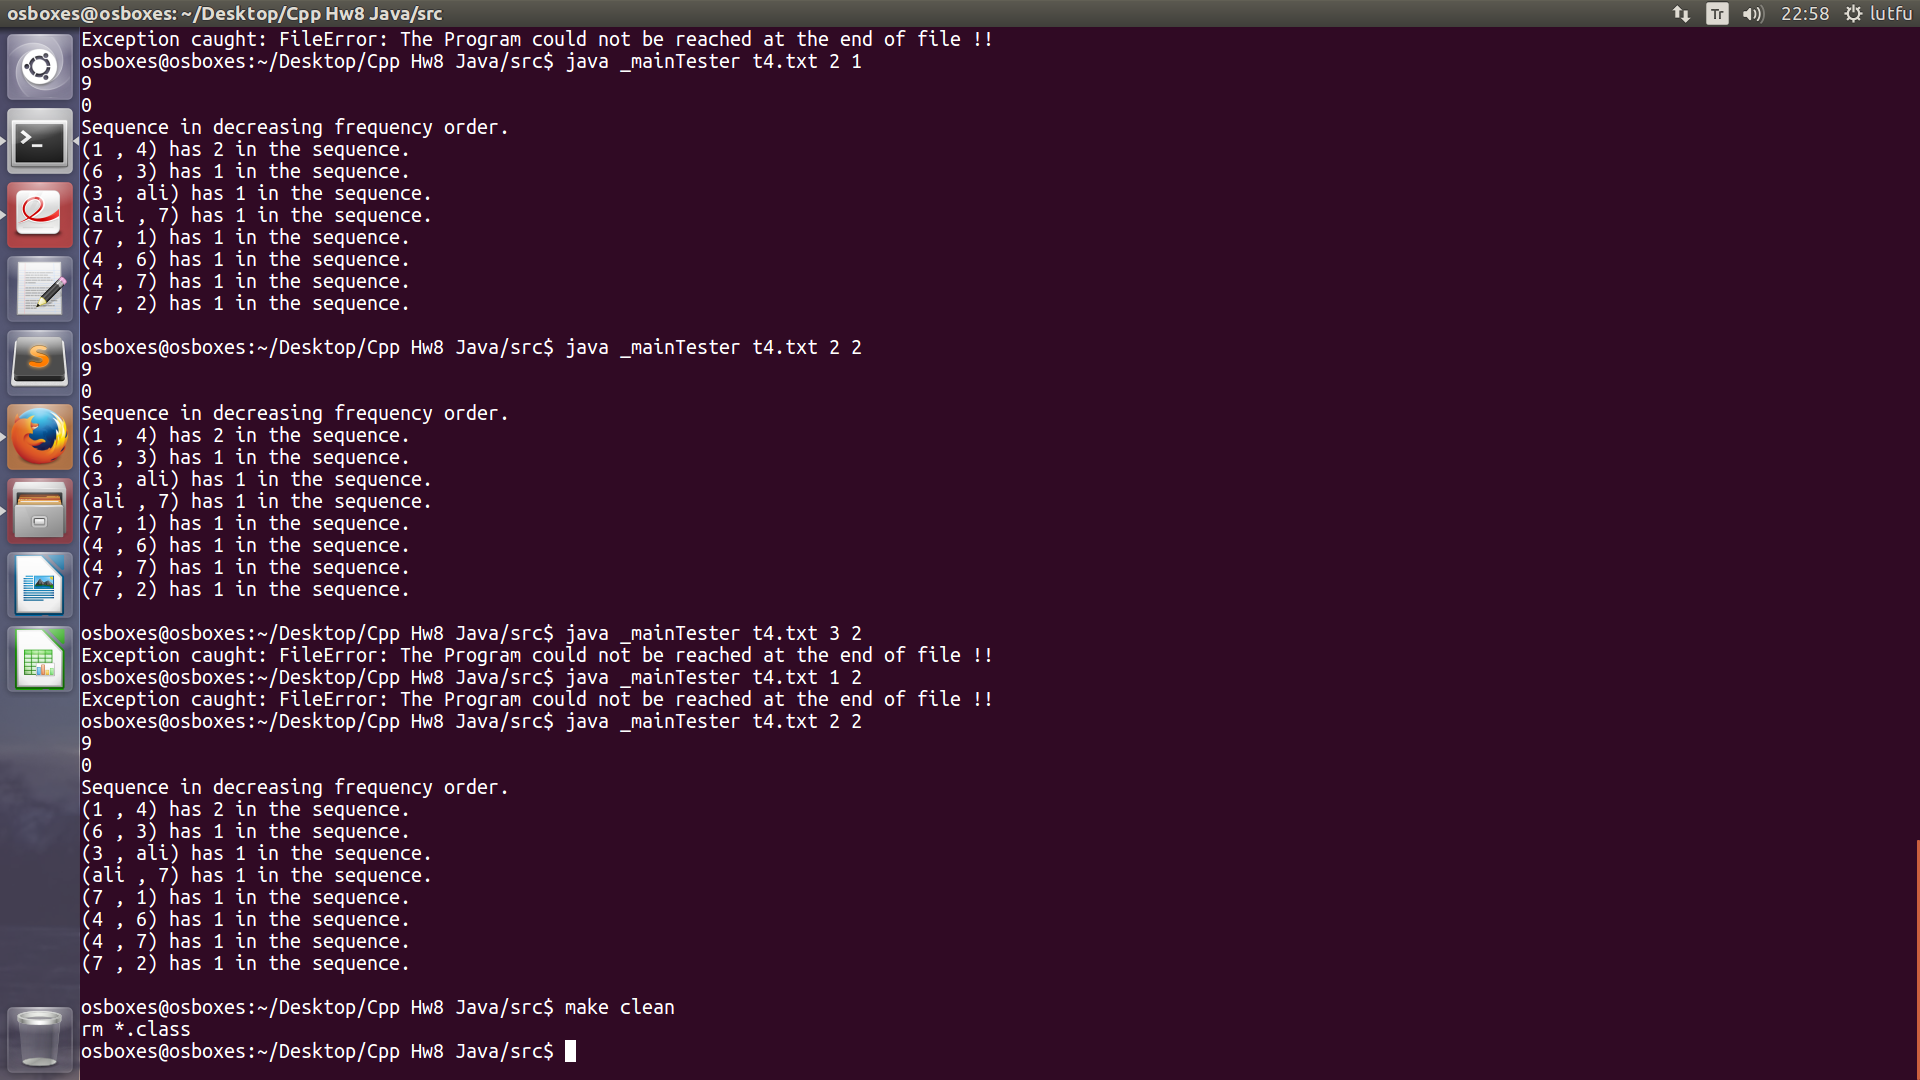 osboxes@osboxes: ~/Desktop/Cpp Hw8 Java/src Tr 22:58 lutfu
Exception caught: FileError: The Program could not be reached at the end of file !!
osboxes@osboxes:~/Desktop/Cpp Hw8 Java/src$ java _mainTester t4.txt 2 1
9
0
Sequence in decreasing frequency order.
(1 , 4) has 2 in the sequence.
(6 , 3) has 1 in the sequence.
(3 , ali) has 1 in the sequence.
(ali , 7) has 1 in the sequence.
(7 , 1) has 1 in the sequence.
(4 , 6) has 1 in the sequence.
(4 , 7) has 1 in the sequence.
(7 , 2) has 1 in the sequence.
osboxes@osboxes:~/Desktop/Cpp Hw8 Java/src$ java _mainTester t4.txt 2 2
9
0
Sequence in decreasing frequency order.
(1 , 4) has 2 in the sequence.
(6 , 3) has 1 in the sequence.
(3 , ali) has 1 in the sequence.
(ali , 7) has 1 in the sequence.
(7 , 1) has 1 in the sequence.
(4 , 6) has 1 in the sequence.
(4 , 7) has 1 in the sequence.
(7 , 2) has 1 in the sequence.
osboxes@osboxes:~/Desktop/Cpp Hw8 Java/src$ java _mainTester t4.txt 3 2
Exception caught: FileError: The Program could not be reached at the end of file !!
osboxes@osboxes:~/Desktop/Cpp Hw8 Java/src$ java _mainTester t4.txt 1 2
Exception caught: FileError: The Program could not be reached at the end of file !!
osboxes@osboxes:~/Desktop/Cpp Hw8 Java/src$ java _mainTester t4.txt 2 2
9
0
Sequence in decreasing frequency order.
(1 , 4) has 2 in the sequence.
(6 , 3) has 1 in the sequence.
(3 , ali) has 1 in the sequence.
(ali , 7) has 1 in the sequence.
(7 , 1) has 1 in the sequence.
(4 , 6) has 1 in the sequence.
(4 , 7) has 1 in the sequence.
(7 , 2) has 1 in the sequence.
osboxes@osboxes:~/Desktop/Cpp Hw8 Java/src$ make clean
rm *.class
osboxes@osboxes:~/Desktop/Cpp Hw8 Java/src$